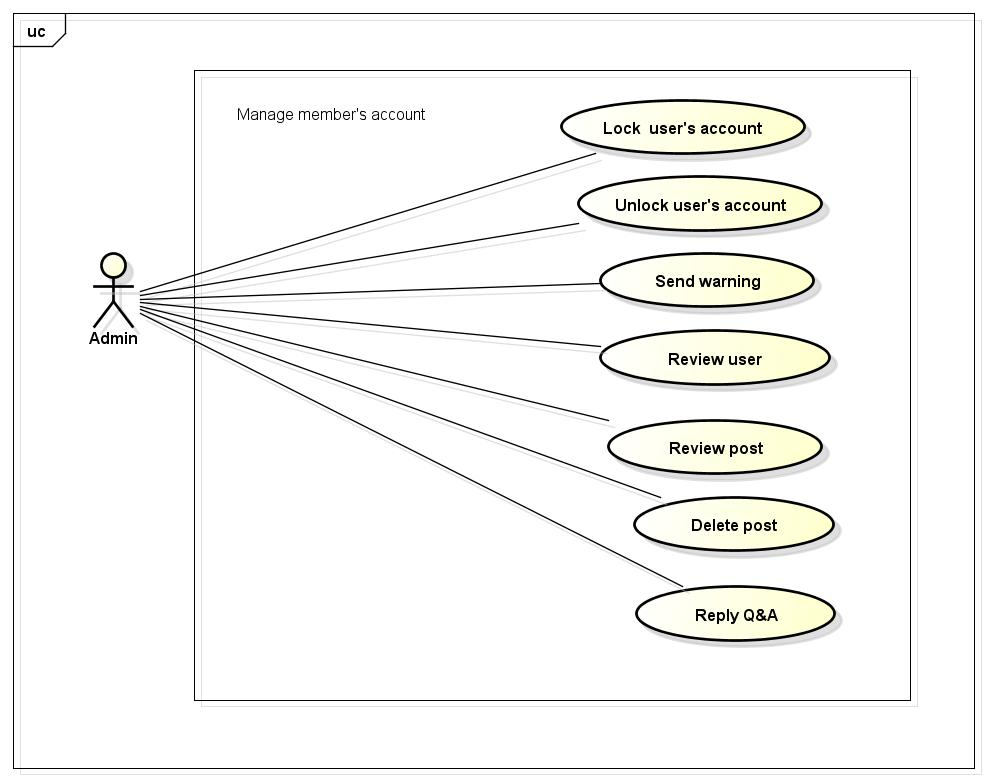 uc
Manage member's account
Lock  user's account
Unlock user's account
Send warning
Review user
Admin
Review post
Delete post
Reply Q&A